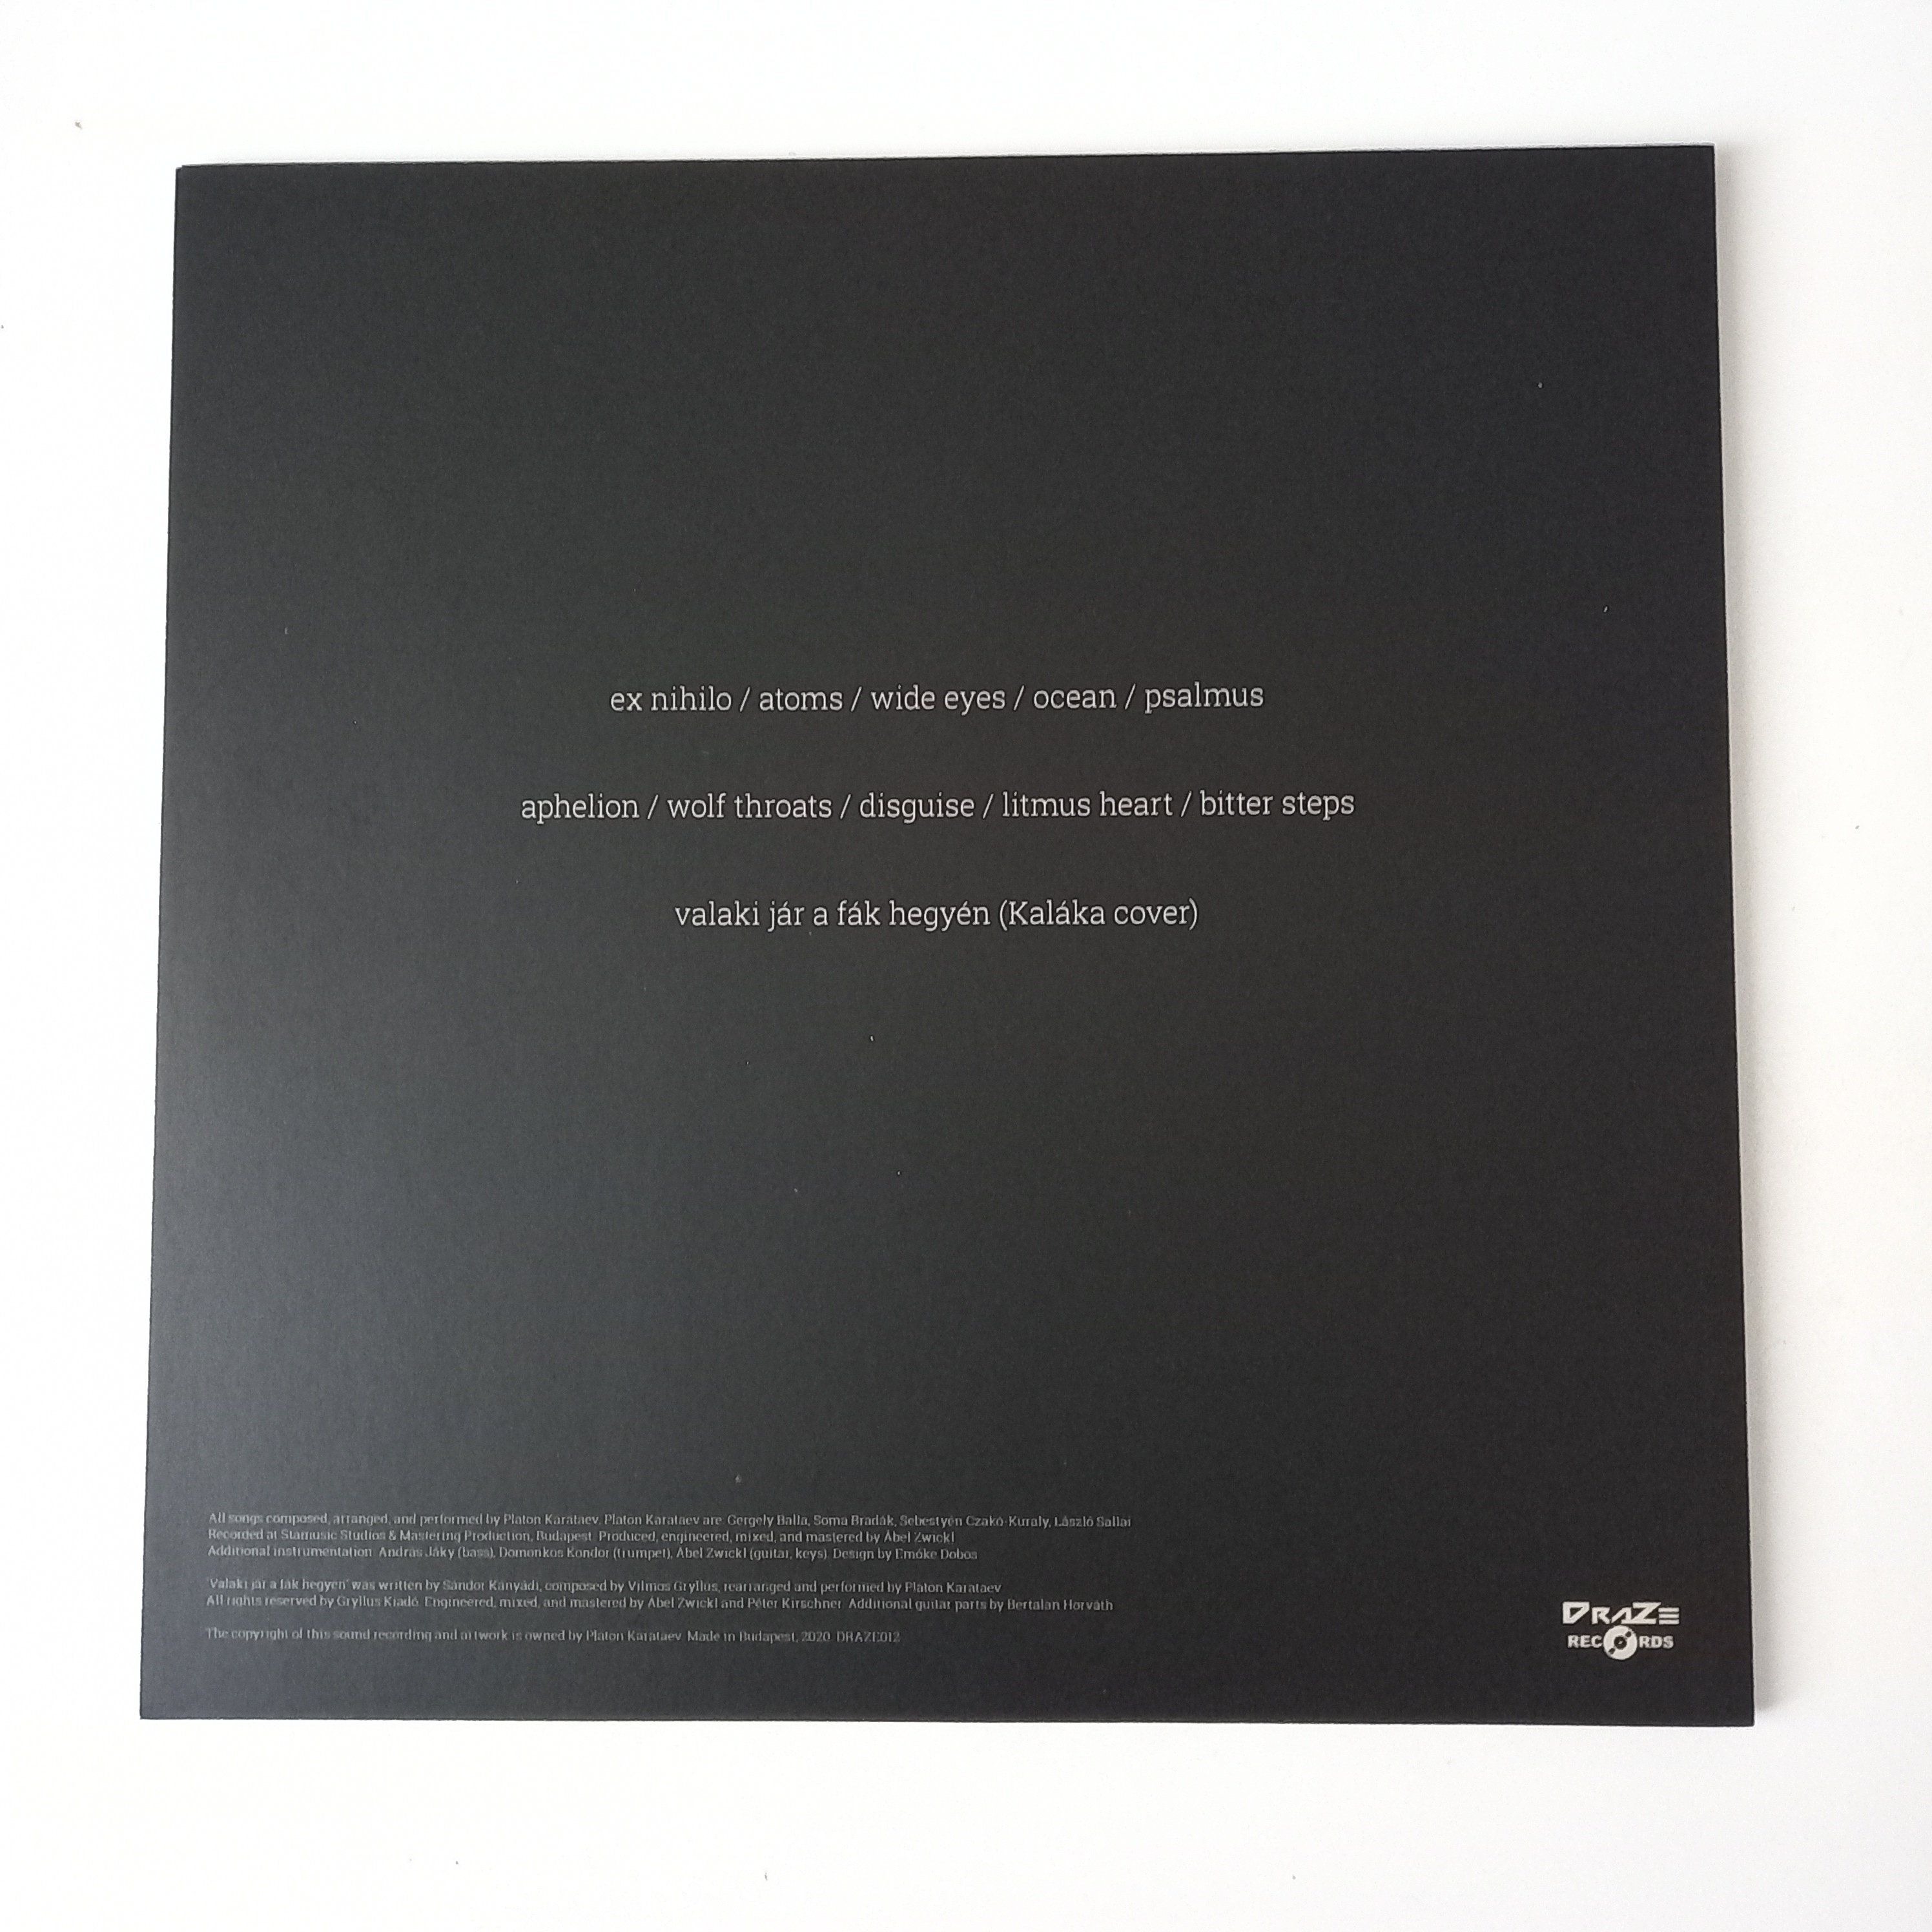 ex nihilo / atoms / wide eyes / ocean / psalmus
aphelion / wolf throats / disguise / litmus heart / bitter steps
valaki jár a fák hegyén (Kaláka cover)
All songs composed, arranged, and performed by Platon Karataev. Platon Karataev are: Gergely Balla, Soma Bradák, Sebestyén Czakó-Kuraly, László Sallai
Recorded at Starmusic Studios & Mastering Production, Budapest. Produced, engineered, mixed, and mastered by Ábel Zwickl
Additional instrumentation: András Jáky (bass), Domonkos Kondor (trumpet), Ábel Zwickl (guitar, keys). Design by Emőke Dobos
'Valaki jár a fák hegyén' was written by Sándor Kányádi, composed by Vilmos Gryllus, rearranged and performed by Platon Karataev
All rights reserved by Gryllus Kiadó. Engineered, mixed, and mastered by Ábel Zwickl and Péter Kirschner. Additional guitar parts by Bertalan Horváth
The copyright of this sound recording and artwork is owned by Platon Karataev. Made in Budapest, 2020. DRAZE012
DRAZE
RECORDS